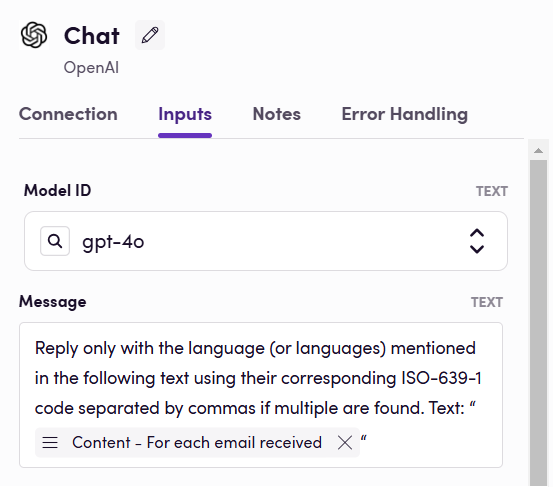 Chat
OpenAI
Connection Inputs Notes Error Handling
Model ID TEXT
gpt-4o
Message TEXT
Reply only with the language (or languages) mentioned
in the following text using their corresponding ISO-639-1
code separated by commas if multiple are found. Text: “
Content - For each email received “